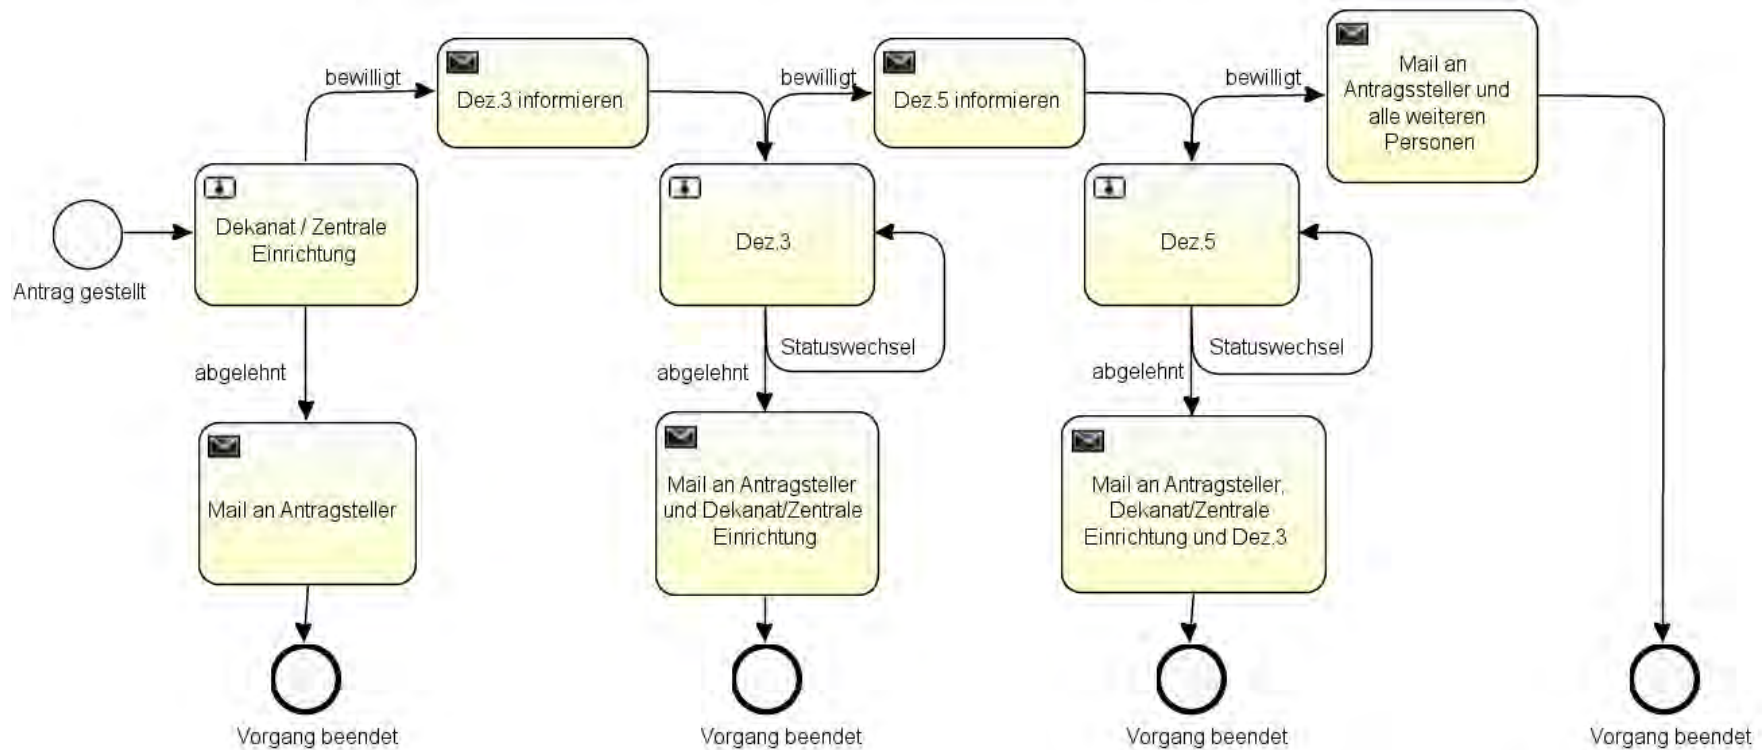 bewilligt
Dez.3 informieren
bewilligt
Dez.5 informieren
bewilligt
Mail an
Antragssteller und
alle weiteren
Personen
Antrag gestellt
Dekanat / Zentrale
Einrichtung
Dez.3
Dez.5
abgelehnt
Statuswechsel
abgelehnt
Statuswechsel
abgelehnt
Mail an Antragsteller
Mail an Antragsteller
und Dekanat/Zentrale
Einrichtung
Mail an Antragsteller,
Dekanat/Zentrale
Einrichtung und Dez.3
Vorgang beendet
Vorgang beendet
Vorgang beendet
Vorgang beendet